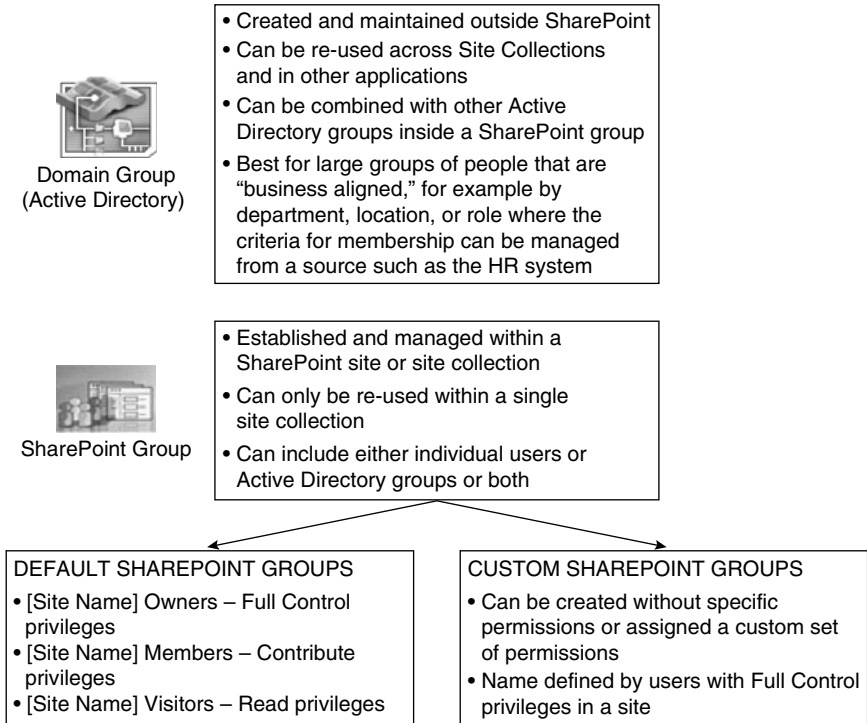 Domain Group
(Active Directory)
• Created and maintained outside SharePoint
• Can be re-used across Site Collections
and in other applications
• Can be combined with other Active
Directory groups inside a SharePoint group
• Best for large groups of people that are
“business aligned,” for example by
department, location, or role where the
criteria for membership can be managed
from a source such as the HR system
SharePoint Group
• Established and managed within a
SharePoint site or site collection
• Can only be re-used within a single
site collection
• Can include either individual users or
Active Directory groups or both
DEFAULT SHAREPOINT GROUPS
• [Site Name] Owners – Full Control
privileges
• [Site Name] Members – Contribute
privileges
• [Site Name] Visitors – Read privileges
CUSTOM SHAREPOINT GROUPS
• Can be created without specific
permissions or assigned a custom set
of permissions
• Name defined by users with Full Control
privileges in a site